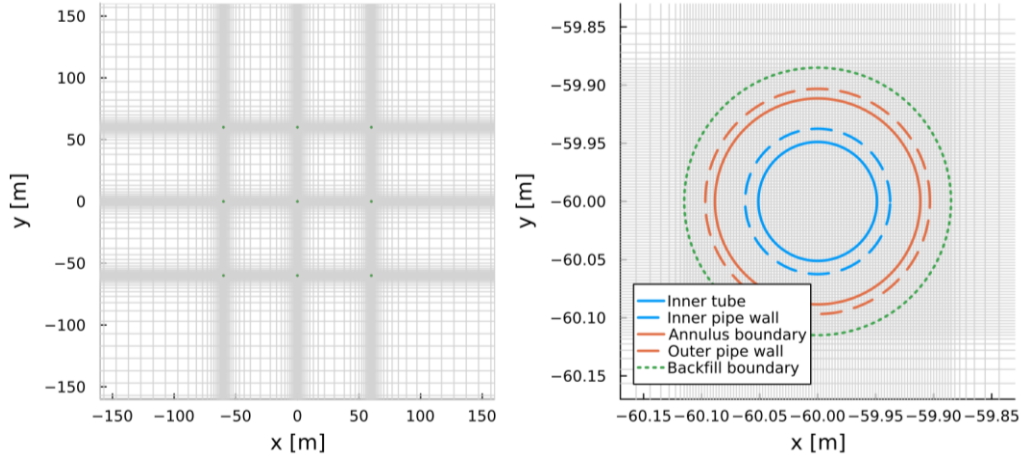 150
100
50
0
−50
−100
−150
y [m]
−150 −100 −50 0 50 100 150
x [m]
−59.85
−59.90
−59.95
−60.00
−60.05
−60.10
−60.15
y [m]
Inner tube
Inner pipe wall
Annulus boundary
Outer pipe wall
Backfill boundary
−60.15 −60.10 −60.05 −60.00 −59.95 −59.90 −59.85
x [m]